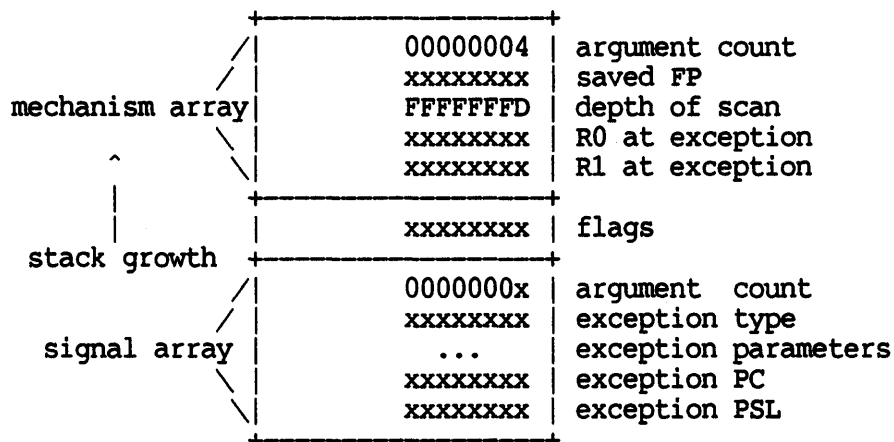 00000004 argument count
xxxxxxxx saved FP
mechanism array FFFFFFFD depth of scan
xxxxxxxx R0 at exception
xxxxxxxx R1 at exception
xxxxxxxx flags
stack growth
0000000x argument count
xxxxxxxx exception type
signal array ... exception parameters
xxxxxxxx exception PC
xxxxxxxx exception PSL